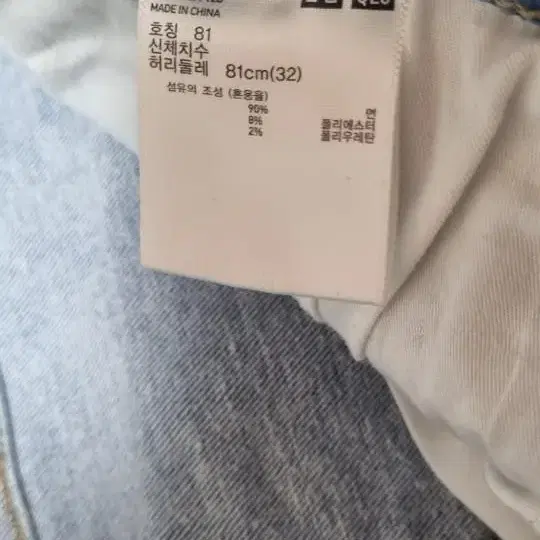 MADE IN CHINA
호칭 81
신체치수
허리둘레 81cm(32)
섬유의 조성 (혼용율)
90% 면
8% 폴리에스터
2% 폴리우레탄